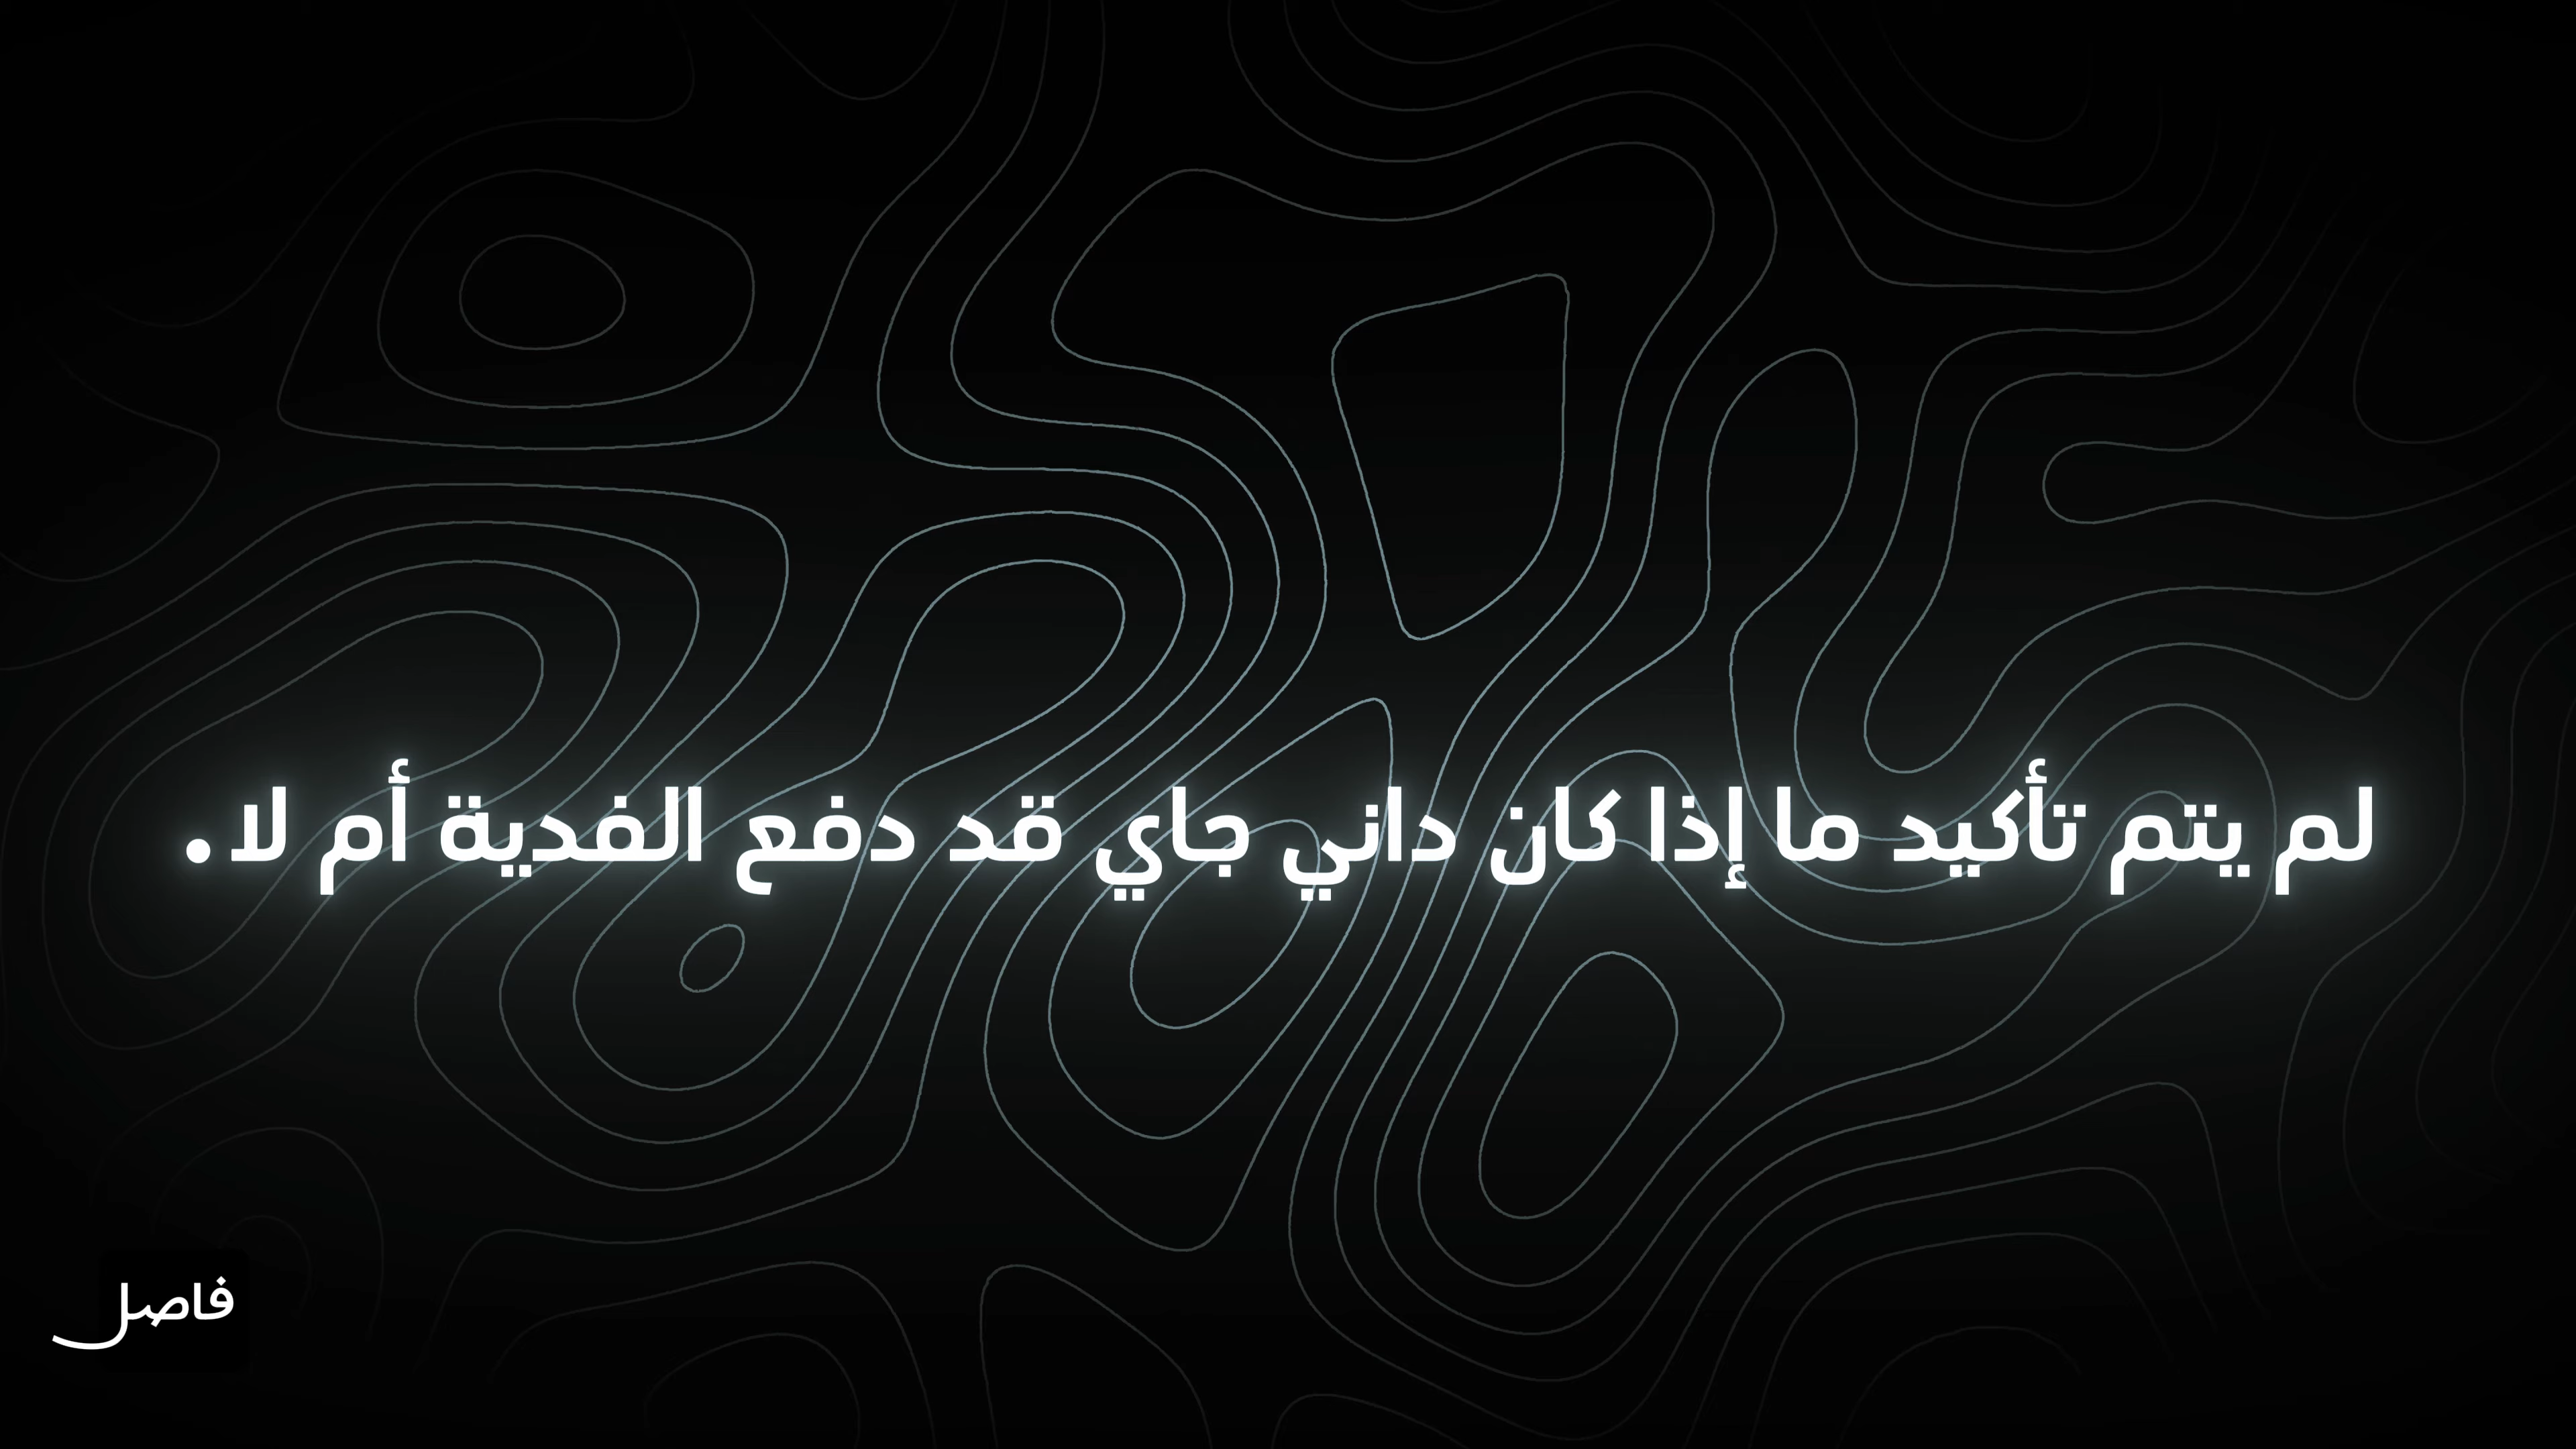 لم يتم تأكيد ما إذا كان داني جاي قد دفع الفدية أم لا.
فاصل